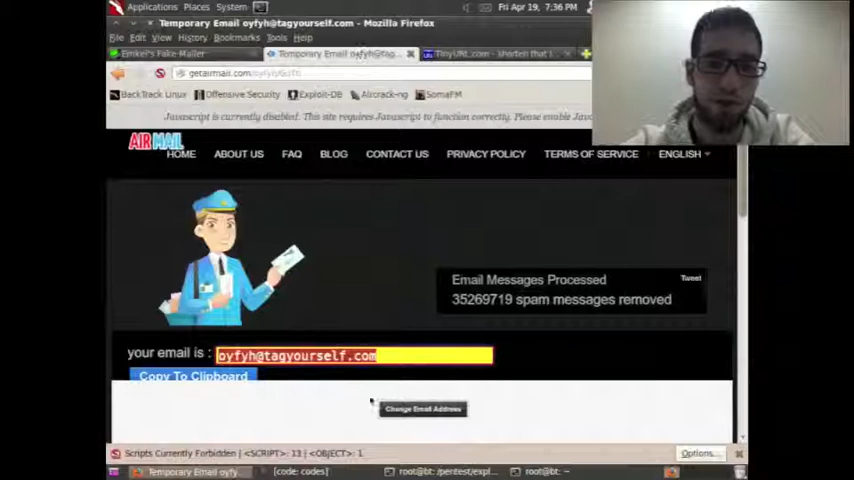 Applications Places System Fri Apr 19, 7:36 PM
Temporary Email oyfyh@tagyourself.com - Mozilla Firefox
File Edit View History Bookmarks Tools Help
Emkei's Fake Mailer Temporary Email oyfyh@tag... TinyURL.com - shorten that l...
getairmail.com/
BackTrack Linux Offensive Security Exploit-DB Aircrack-ng SomaFM
Javascript is currently disabled. This site requires Javascript to function correctly. Please enable Java
AIR MAIL
HOME ABOUT US FAQ BLOG CONTACT US PRIVACY POLICY TERMS OF SERVICE ENGLISH
Email Messages Processed Tweet
35269719 spam messages removed
your email is : oyfyh@tagyourself.com
Copy To Clipboard
Change Email Address
Scripts Currently Forbidden | <SCRIPT>: 13 | <OBJECT>: 1 Options...
Temporary Email oyf... [code: codes] root@bt: /pentest/expl... root@bt: ~